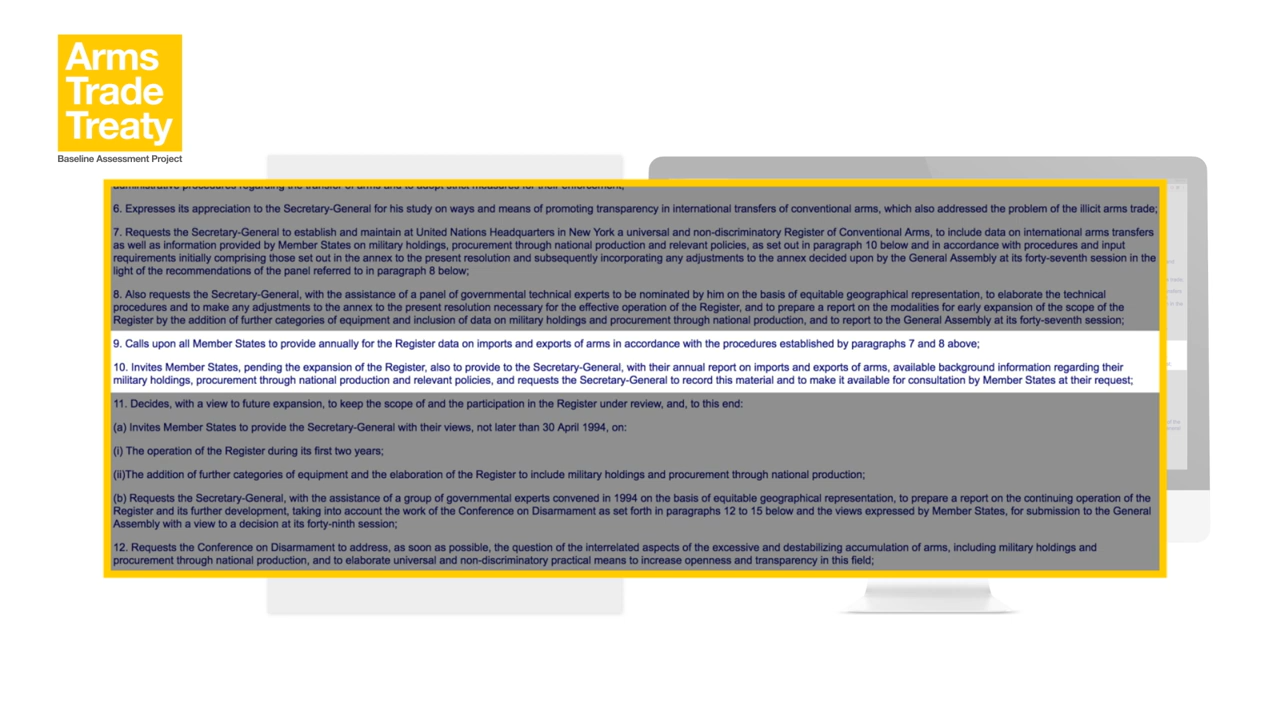 Arms
Trade
Treaty
Baseline Assessment Project
administrative procedures regarding the transfer of arms and to adopt strict measures for their enforcement;
6. Expresses its appreciation to the Secretary-General for his study on ways and means of promoting transparency in international transfers of conventional arms, which also addressed the problem of the illicit arms trade;
7. Requests the Secretary-General to establish and maintain at United Nations Headquarters in New York a universal and non-discriminatory Register of Conventional Arms, to include data on international arms transfers
as well as information provided by Member States on military holdings, procurement through national production and relevant policies, as set out in paragraph 10 below and in accordance with procedures and input
requirements initially comprising those set out in the annex to the present resolution and subsequently incorporating any adjustments to the annex decided upon by the General Assembly at its forty-seventh session in the
light of the recommendations of the panel referred to in paragraph 8 below;
8. Also requests the Secretary-General, with the assistance of a panel of governmental technical experts to be nominated by him on the basis of equitable geographical representation, to elaborate the technical
procedures and to make any adjustments to the annex to the present resolution necessary for the effective operation of the Register, and to prepare a report on the modalities for early expansion of the scope of the
Register by the addition of further categories of equipment and inclusion of data on military holdings and procurement through national production, and to report to the General Assembly at its forty-seventh session;
9. Calls upon all Member States to provide annually for the Register data on imports and exports of arms in accordance with the procedures established by paragraphs 7 and 8 above;
10. Invites Member States, pending the expansion of the Register, also to provide to the Secretary-General, with their annual report on imports and exports of arms, available background information regarding their
military holdings, procurement through national production and relevant policies, and requests the Secretary-General to record this material and to make it available for consultation by Member States at their request;
11. Decides, with a view to future expansion, to keep the scope of and the participation in the Register under review, and, to this end:
(a) Invites Member States to provide the Secretary-General with their views, not later than 30 April 1994, on:
(i) The operation of the Register during its first two years;
(ii)The addition of further categories of equipment and the elaboration of the Register to include military holdings and procurement through national production;
(b) Requests the Secretary-General, with the assistance of a group of governmental experts convened in 1994 on the basis of equitable geographical representation, to prepare a report on the continuing operation of the
Register and its further development, taking into account the work of the Conference on Disarmament as set forth in paragraphs 12 to 15 below and the views expressed by Member States, for submission to the General
Assembly with a view to a decision at its forty-ninth session;
12. Requests the Conference on Disarmament to address, as soon as possible, the question of the interrelated aspects of the excessive and destabilizing accumulation of arms, including military holdings and
procurement through national production, and to elaborate universal and non-discriminatory practical means to increase openness and transparency in this field;